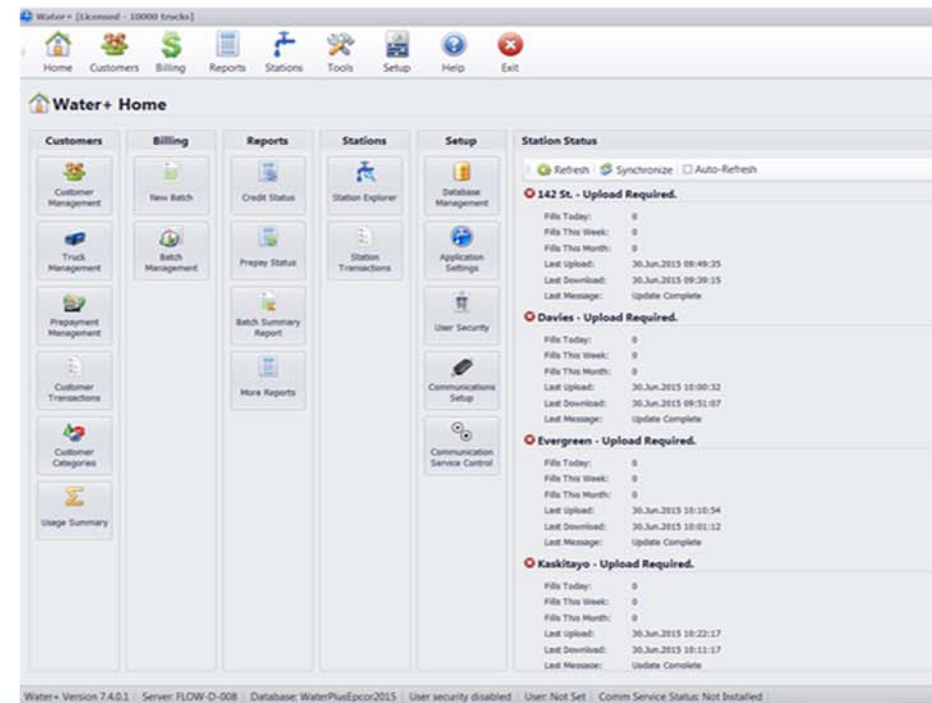 Water+ [Licensed - 10000 trucks]
Home Customers Billing Reports Stations Tools Setup Help Exit
Water+ Home
Customers
Customer
Management
Truck
Management
Prepayment
Management
Customer
Transactions
Customer
Categories
Usage Summary
Billing
New Batch
Batch
Management
Reports
Credit Status
Prepay Status
Batch Summary
Report
More Reports
Stations
Station Explorer
Station
Transactions
Setup
Database
Management
Application
Settings
User Security
Communications
Setup
Communication
Service Control
Station Status
Refresh Synchronize Auto-Refresh
142 St. - Upload Required.
Fills Today: 0
Fills This Week: 0
Fills This Month: 0
Last Upload: 30.Jun.2015 09:49:35
Last Download: 30.Jun.2015 09:39:15
Last Message: Update Complete
Davies - Upload Required.
Fills Today: 0
Fills This Week: 0
Fills This Month: 0
Last Upload: 30.Jun.2015 10:00:32
Last Download: 30.Jun.2015 09:51:07
Last Message: Update Complete
Evergreen - Upload Required.
Fills Today: 0
Fills This Week: 0
Fills This Month: 0
Last Upload: 30.Jun.2015 10:10:54
Last Download: 30.Jun.2015 10:01:12
Last Message: Update Complete
Kaskitayo - Upload Required.
Fills Today: 0
Fills This Week: 0
Fills This Month: 0
Last Upload: 30.Jun.2015 10:22:17
Last Download: 30.Jun.2015 10:11:17
Last Message: Update Complete
Water+ Version 7.4.0.1 Server: FLOW-D-008 Database: WaterPlusEpcor2015 User security disabled User: Not Set Comm Service Status: Not Installed